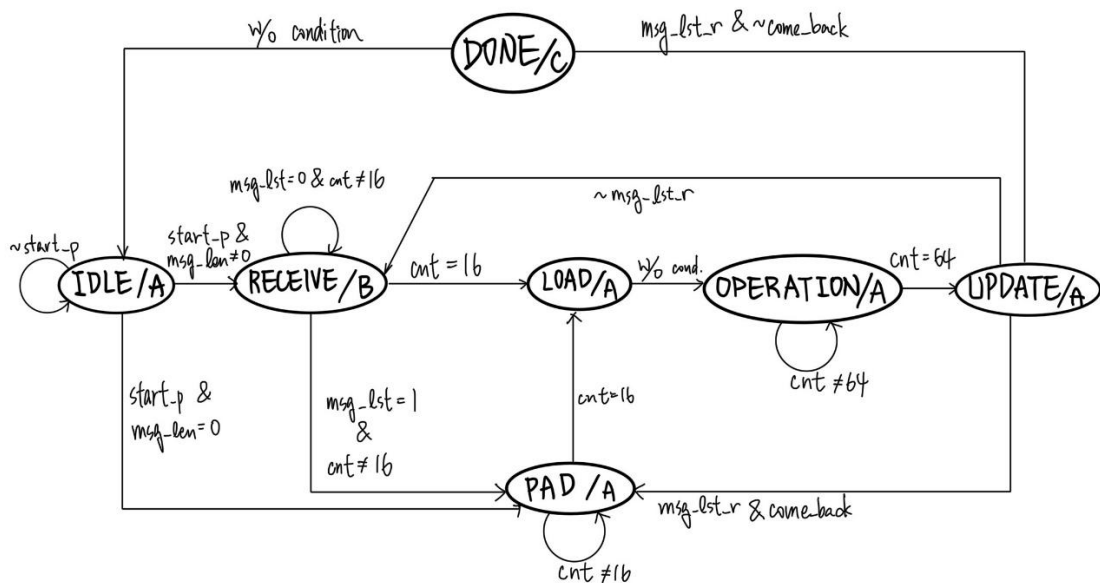 w/o condition
DONE/C
msg_lst_r & ~come_back
msg_lst=0 & cnt≠16
~msg_lst_r
~start_p
start_p &
msg_len≠0
cnt=16
w/o cond.
cnt=64
IDLE/A
RECEIVE/B
LOAD/A
OPERATION/A
UPDATE/A
start_p &
msg_len=0
msg_lst=1
&
cnt≠16
cnt=16
cnt≠64
PAD/A
msg_lst_r & come_back
cnt≠16